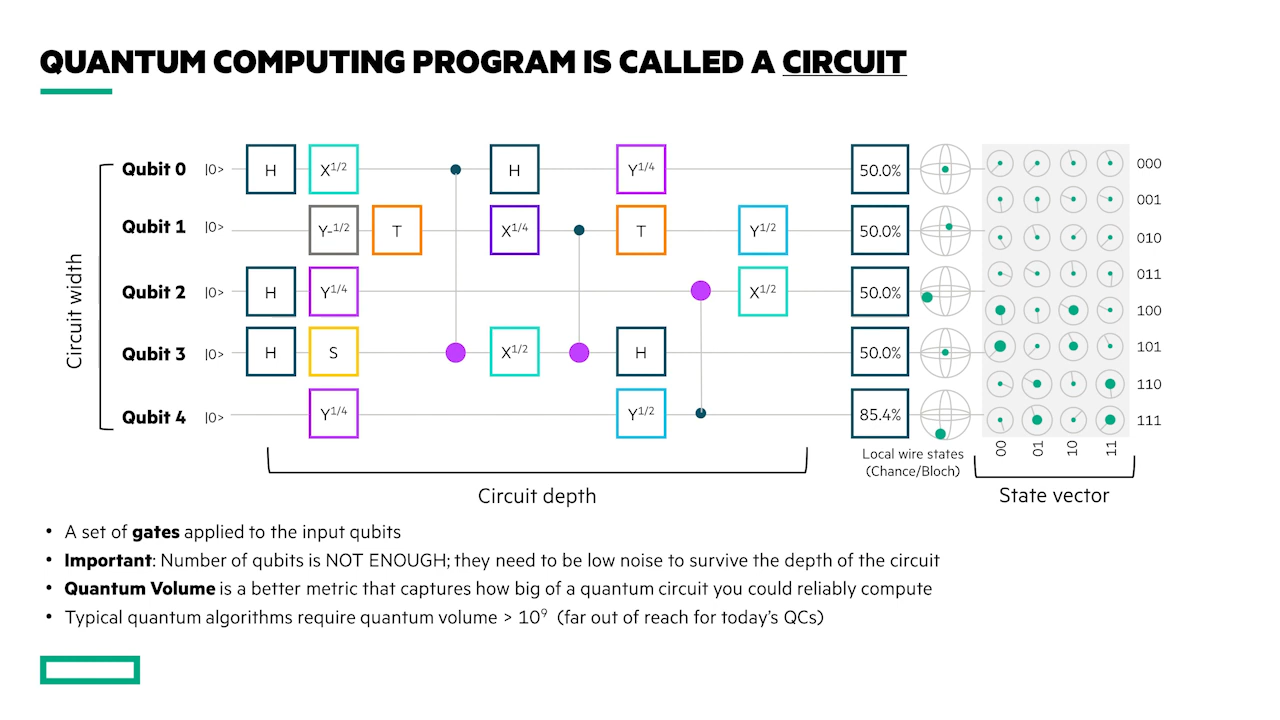 QUANTUM COMPUTING PROGRAM IS CALLED A CIRCUIT
Circuit width
Qubit 0 |0> H X1/2 H Y1/4 50.0% 000
001
Qubit 1 |0> Y-1/2 T X1/4 T Y1/2 50.0% 010
011
Qubit 2 |0> H Y1/4 X1/2 50.0% 100
Qubit 3 |0> H S X1/2 H 50.0% 101
110
Qubit 4 |0> Y1/4 Y1/2 85.4% 111
00 01 10 11
Local wire states
(Chance/Bloch)
Circuit depth
State vector
• A set of gates applied to the input qubits
• Important: Number of qubits is NOT ENOUGH; they need to be low noise to survive the depth of the circuit
• Quantum Volume is a better metric that captures how big of a quantum circuit you could reliably compute
• Typical quantum algorithms require quantum volume > 10⁹ (far out of reach for today's QCs)